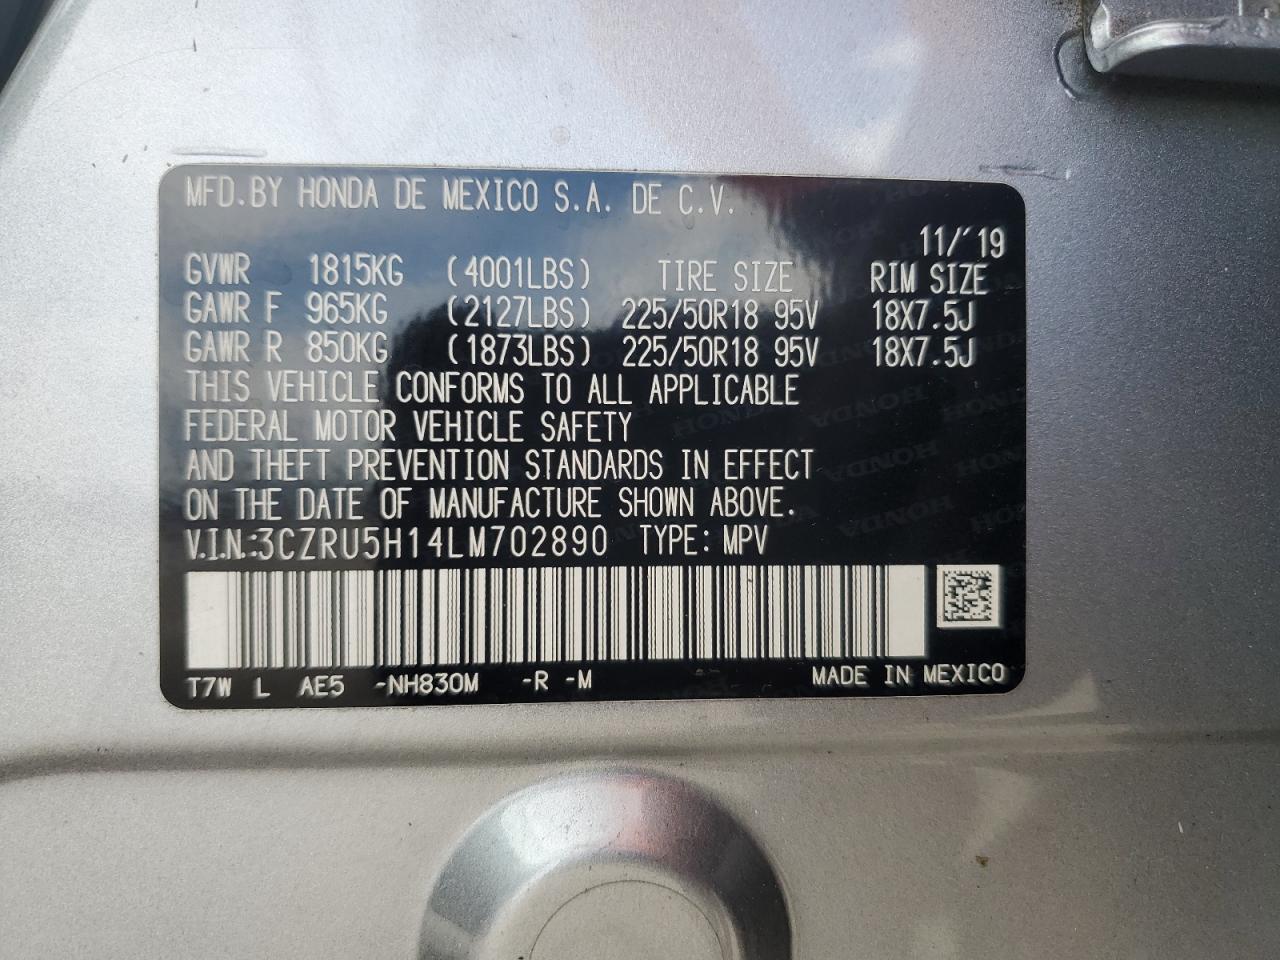 MFD.BY HONDA DE MEXICO S.A. DE C.V.
11/'19
GVWR 1815KG (4001LBS) TIRE SIZE RIM SIZE
GAWR F 965KG (2127LBS) 225/50R18 95V 18X7.5J
GAWR R 850KG (1873LBS) 225/50R18 95V 18X7.5J
THIS VEHICLE CONFORMS TO ALL APPLICABLE
FEDERAL MOTOR VEHICLE SAFETY
AND THEFT PREVENTION STANDARDS IN EFFECT
ON THE DATE OF MANUFACTURE SHOWN ABOVE.
V.I.N.:3CZRU5H14LM702890 TYPE: MPV
T7W L AE5 -NH830M -R -M MADE IN MEXICO